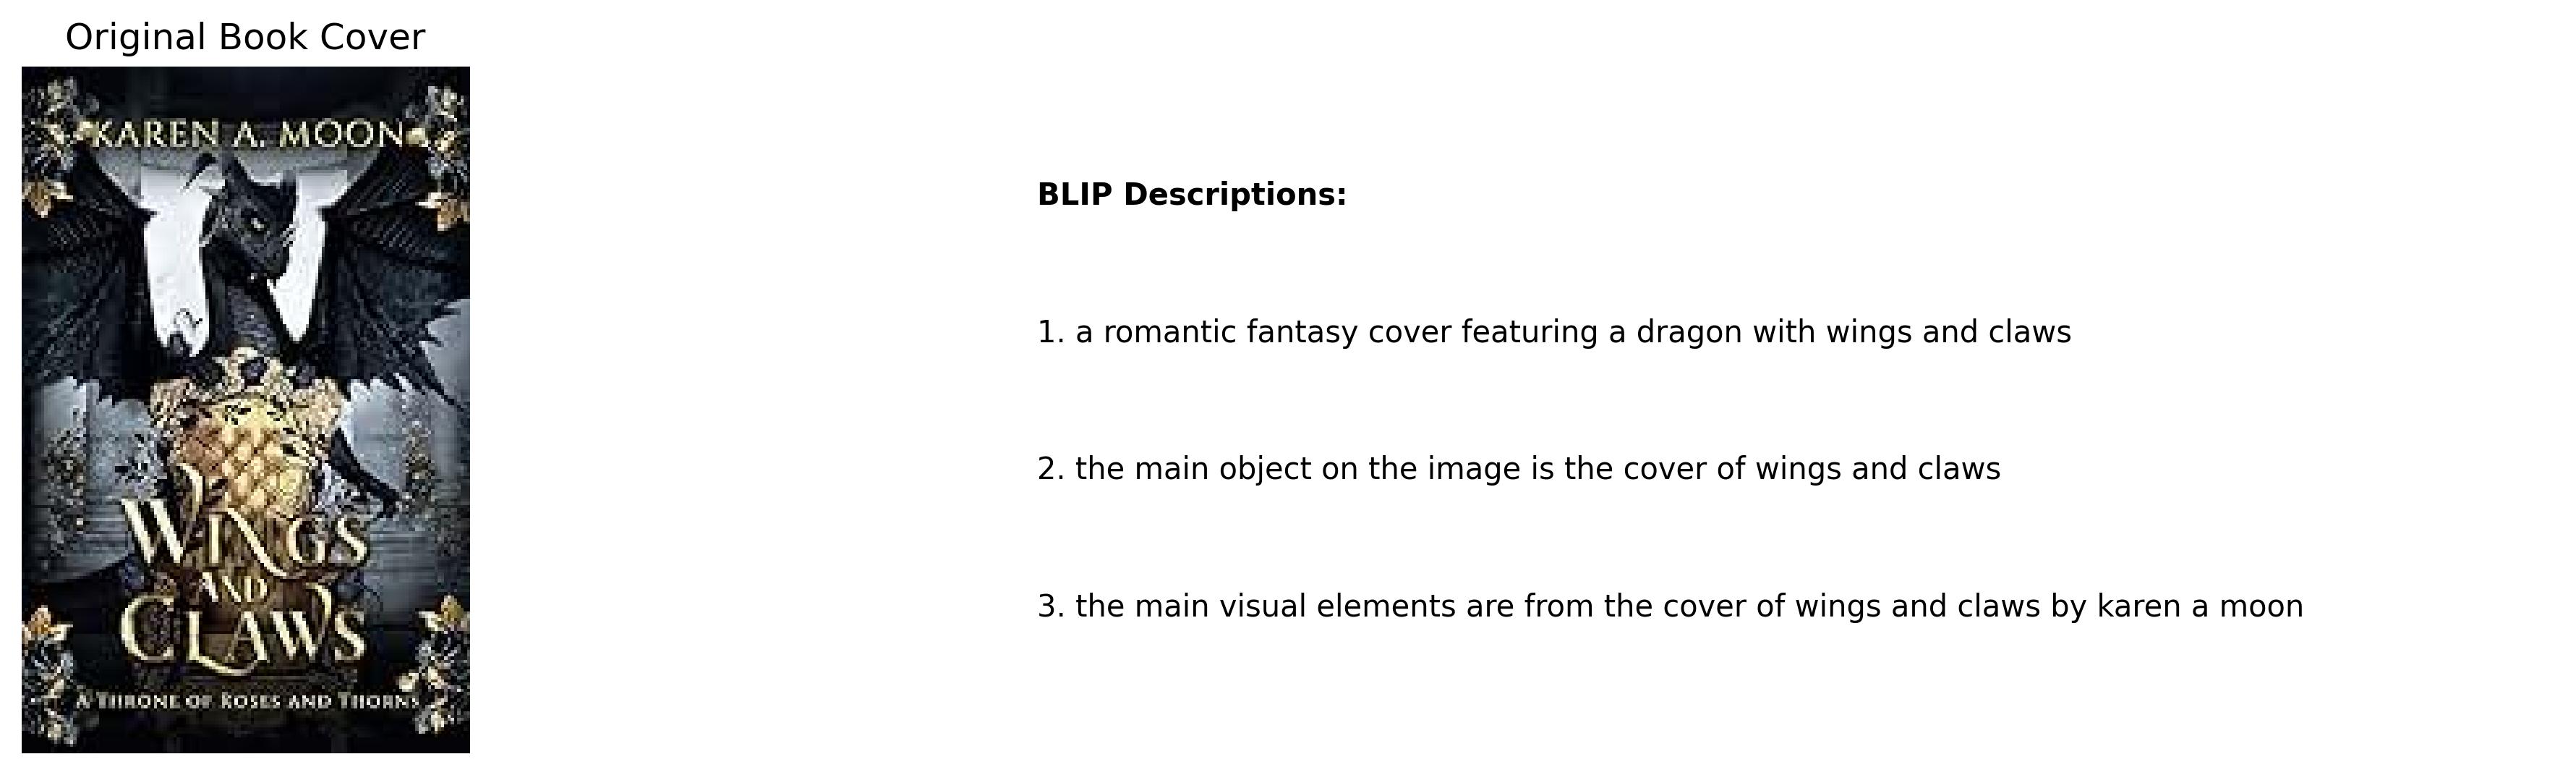 Original Book Cover
KAREN A. MOON
WINGS
AND
CLAWS
A THRONE OF ROSES AND THORNS
BLIP Descriptions:
1. a romantic fantasy cover featuring a dragon with wings and claws
2. the main object on the image is the cover of wings and claws
3. the main visual elements are from the cover of wings and claws by karen a moon